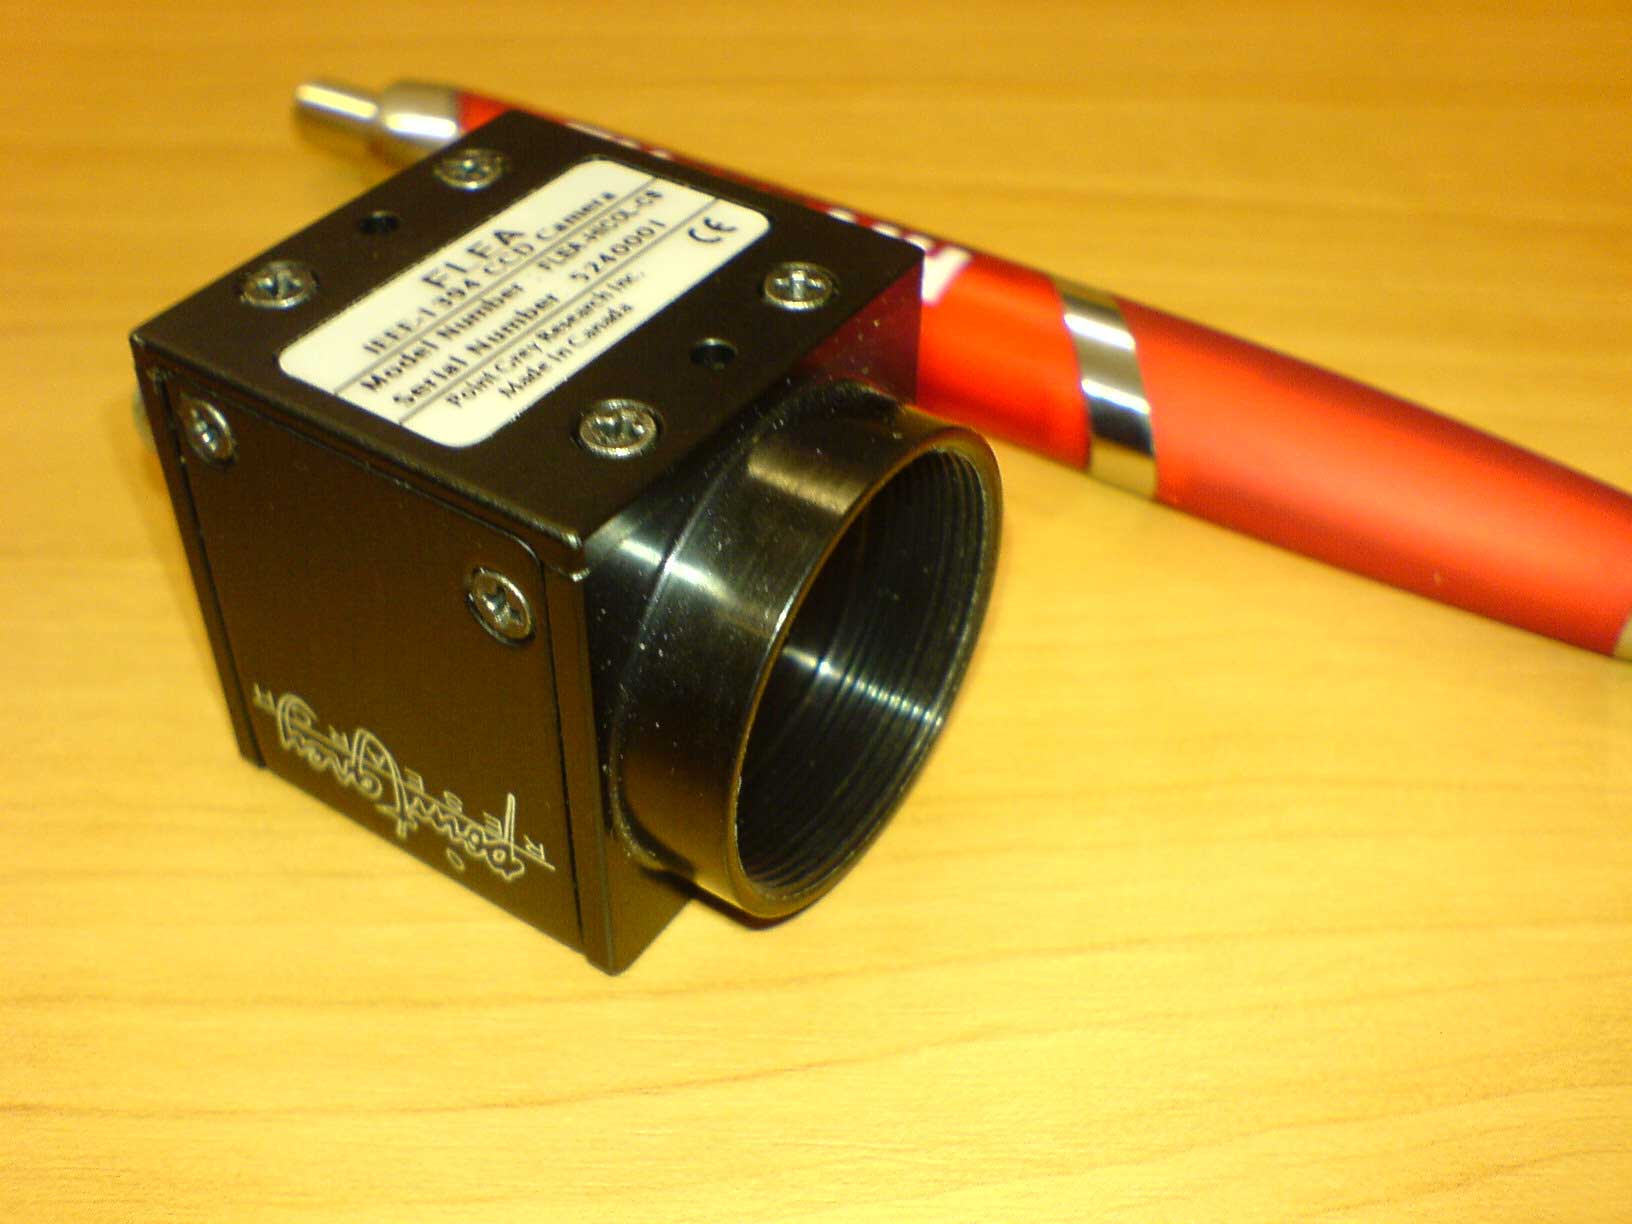 FLEA
IEEE-1394 CCD Camera
Model Number - FLEA-HICOL-CS
Serial Number 5240001
Point Grey Research Inc.
Made in Canada
CE
Point Grey
RESEARCH